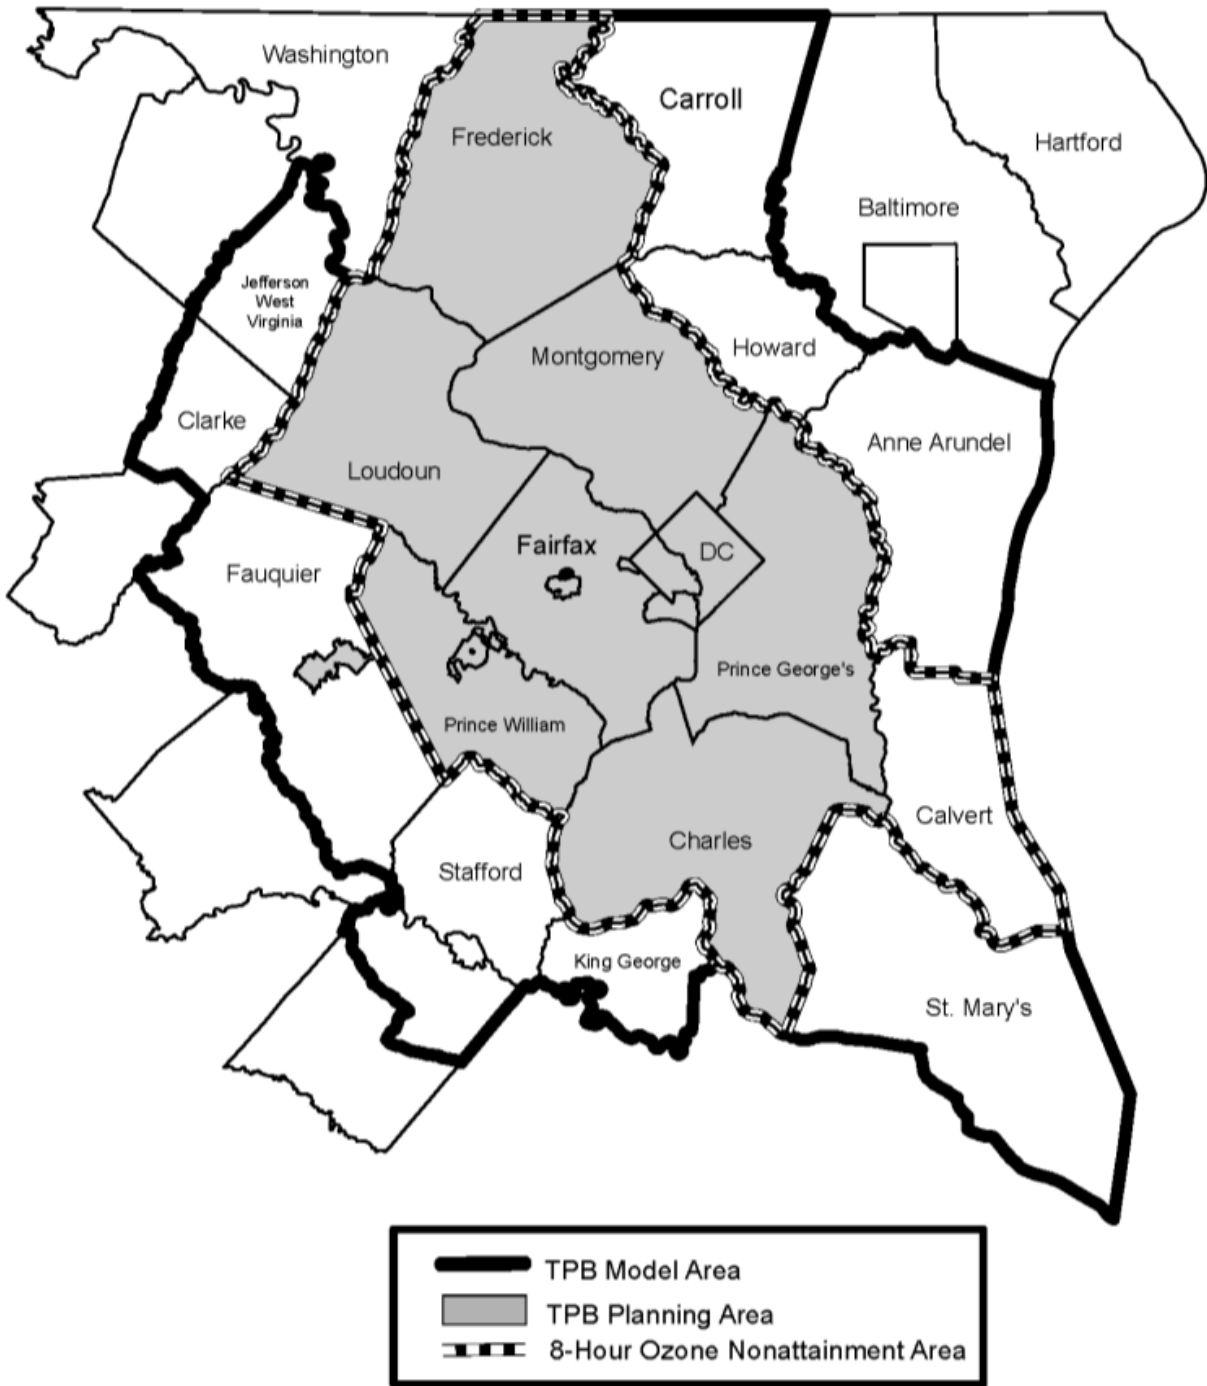 Washington
Carroll
Frederick
Hartford
Baltimore
Jefferson
West
Virginia
Howard
Montgomery
Clarke
Anne Arundel
Loudoun
Fairfax
DC
Fauquier
Prince George's
Prince William
Calvert
Charles
Stafford
King George
St. Mary's
TPB Model Area
TPB Planning Area
8-Hour Ozone Nonattainment Area